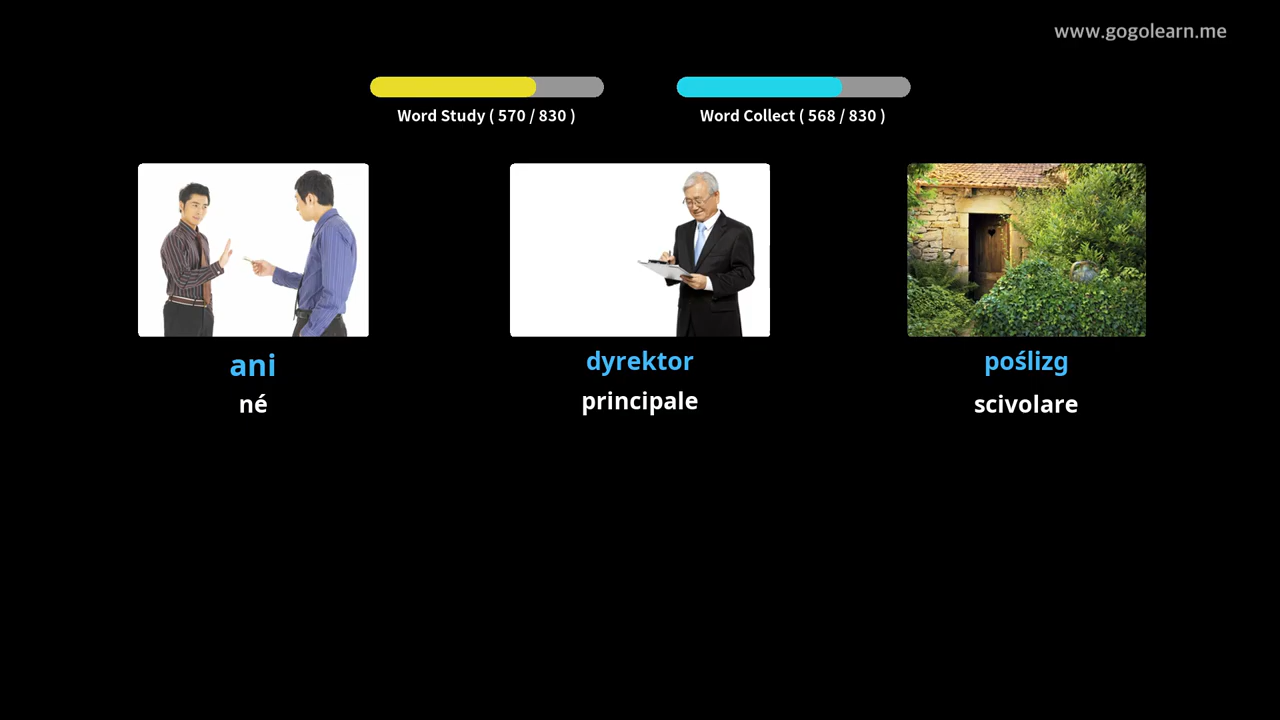 www.gogolearn.me
Word Study ( 570 / 830 )
Word Collect ( 568 / 830 )
ani
dyrektor
poślizg
né
principale
scivolare